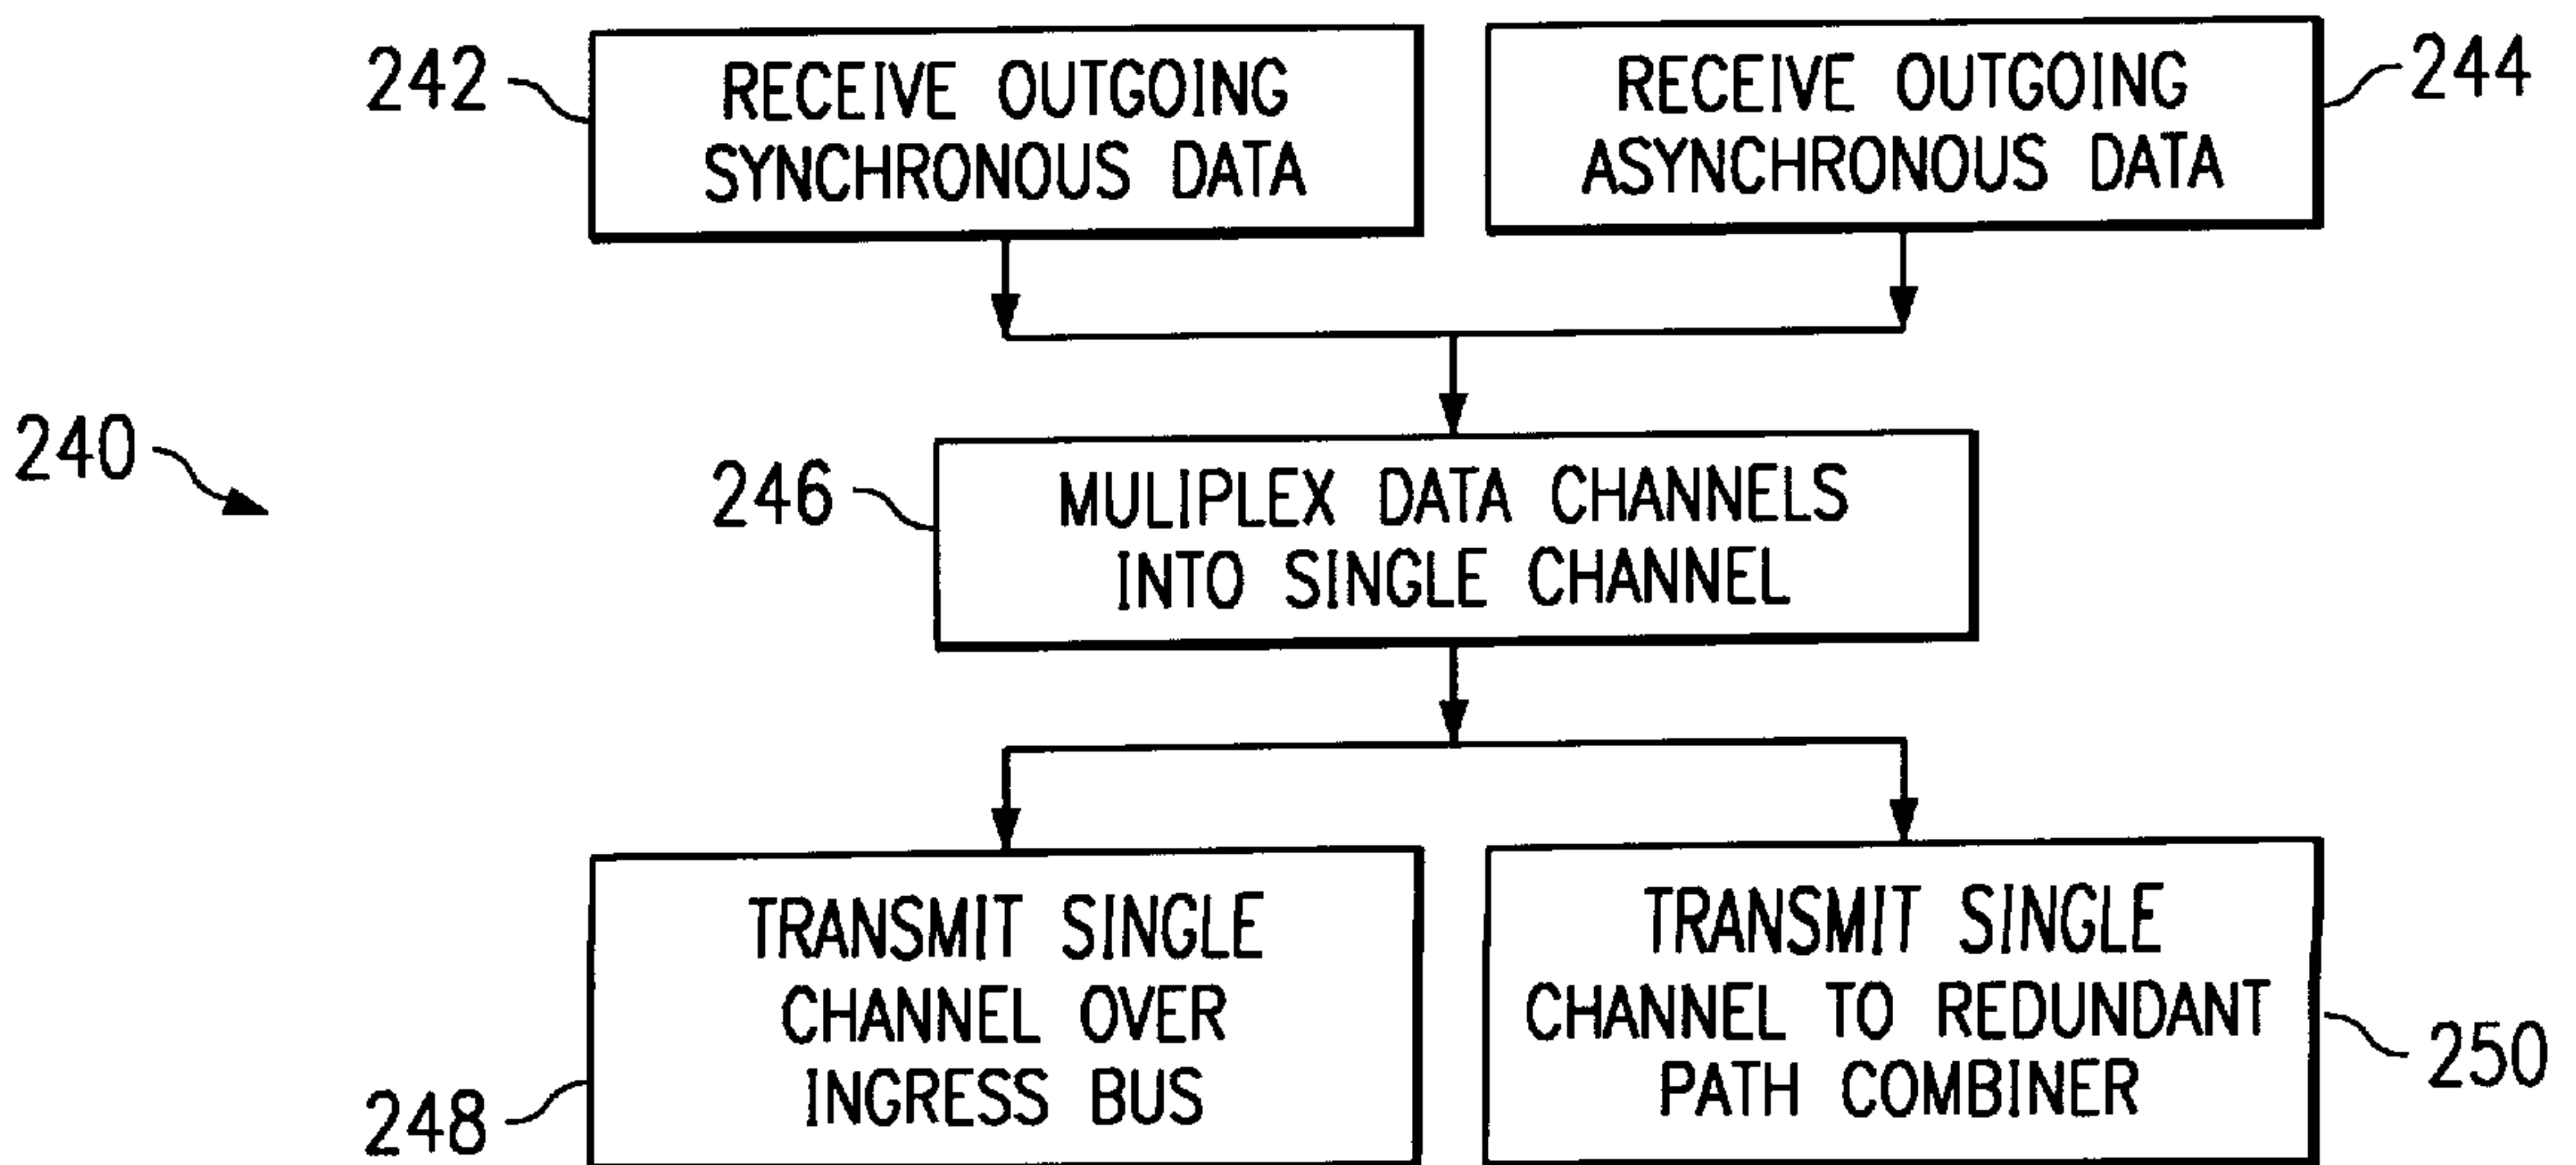 242
RECEIVE OUTGOING
SYNCHRONOUS DATA
RECEIVE OUTGOING
ASYNCHRONOUS DATA
244
240
246
MULIPLEX DATA CHANNELS
INTO SINGLE CHANNEL
TRANSMIT SINGLE
CHANNEL OVER
INGRESS BUS
248
TRANSMIT SINGLE
CHANNEL TO REDUNDANT
PATH COMBINER
250